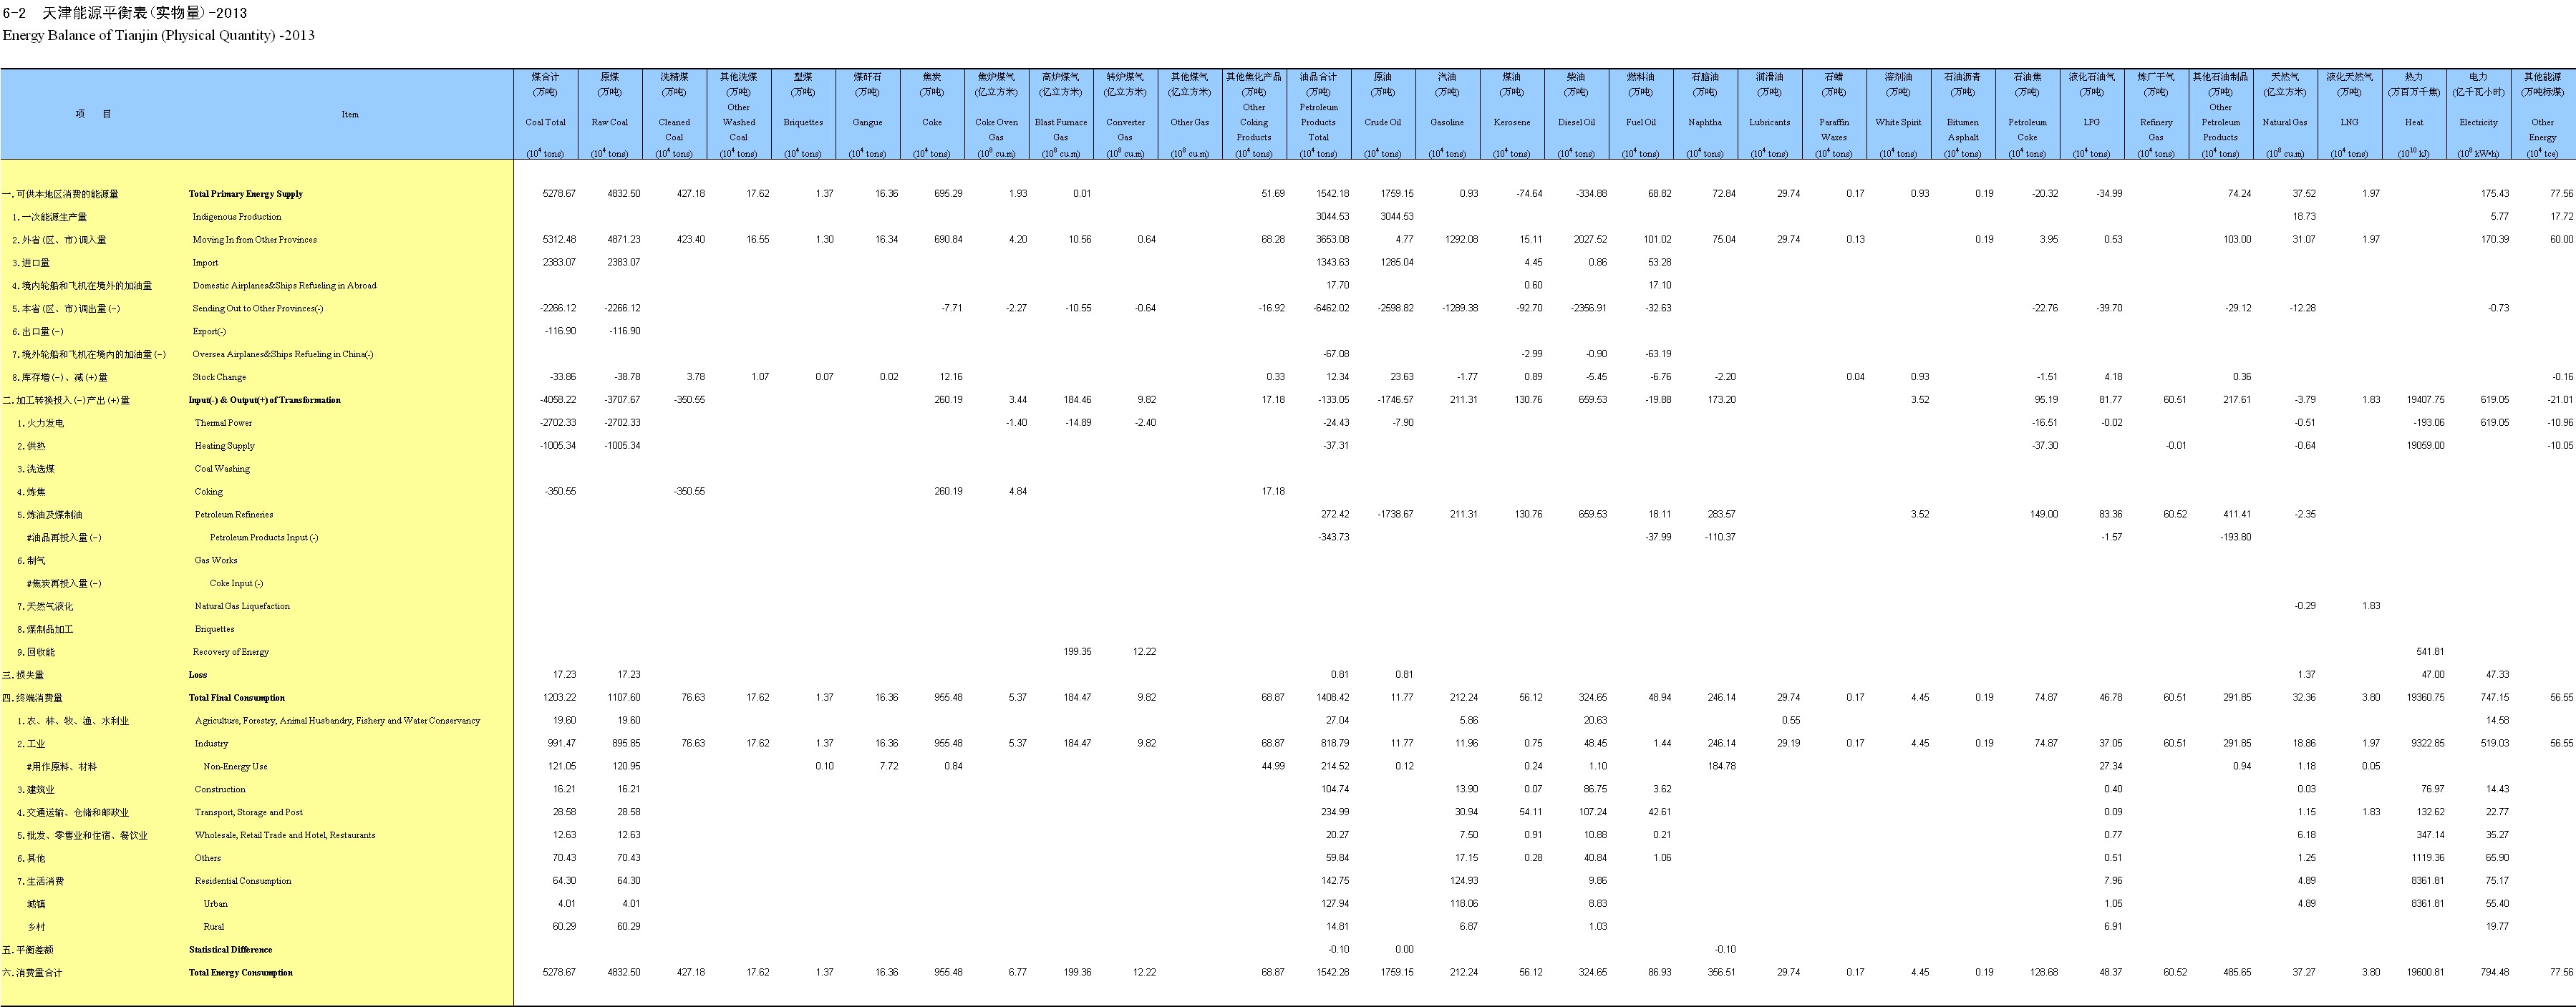 6-2 天津能源平衡表(实物量)-2013
Energy Balance of Tianjin (Physical Quantity) -2013
煤合计 原煤 洗精煤 其他洗煤 型煤 煤矸石 焦炭 焦炉煤气 高炉煤气 转炉煤气 其他煤气 其他焦化产品 油品合计 原油 汽油 煤油 柴油 燃料油 石脑油 润滑油 石蜡 溶剂油 石油沥青 石油焦 液化石油气 炼厂干气 其他石油制品 天然气 液化天然气 热力 电力 其他能源
(万吨) (万吨) (万吨) (万吨) (万吨) (万吨) (万吨) (亿立方米) (亿立方米) (亿立方米) (亿立方米) (万吨) (万吨) (万吨) (万吨) (万吨) (万吨) (万吨) (万吨) (万吨) (万吨) (万吨) (万吨) (万吨) (万吨) (万吨) (万吨) (亿立方米) (万吨) (万百万千焦) (亿千瓦小时) (万吨标煤)
Other Other Petroleum Other
项 目 Item
Coal Total Raw Coal Cleaned Washed Briquettes Gangue Coke Coke Oven Blast Furnace Converter Other Gas Coking Products Crude Oil Gasoline Kerosene Diesel Oil Fuel Oil Naphtha Lubricants Paraffin White Spirit Bitumen Petroleum LPG Refinery Petroleum Natural Gas LNG Heat Electricity Other
Coal Coal Gas Gas Gas Products Total Waxes Asphalt Coke Gas Products Energy
(10⁴ tons) (10⁴ tons) (10⁴ tons) (10⁴ tons) (10⁴ tons) (10⁴ tons) (10⁴ tons) (10⁸ cu.m) (10⁸ cu.m) (10⁸ cu.m) (10⁸ cu.m) (10⁴ tons) (10⁴ tons) (10⁴ tons) (10⁴ tons) (10⁴ tons) (10⁴ tons) (10⁴ tons) (10⁴ tons) (10⁴ tons) (10⁴ tons) (10⁴ tons) (10⁴ tons) (10⁴ tons) (10⁴ tons) (10⁴ tons) (10⁴ tons) (10⁸ cu.m) (10⁴ tons) (10¹⁰ kJ) (10⁸ kW•h) (10⁴ tce)
一.可供本地区消费的能源量 Total Primary Energy Supply 5278.67 4832.50 427.18 17.62 1.37 16.36 695.29 1.93 0.01 51.69 1542.18 1759.15 0.93 -74.64 -334.88 68.82 72.84 29.74 0.17 0.93 0.19 -20.32 -34.99 74.24 37.52 1.97 175.43 77.56
1.一次能源生产量 Indigenous Production 3044.53 3044.53 18.73 5.77 17.72
2.外省(区、市)调入量 Moving In from Other Provinces 5312.48 4871.23 423.40 16.55 1.30 16.34 690.84 4.20 10.56 0.64 68.28 3653.08 4.77 1292.08 15.11 2027.52 101.02 75.04 29.74 0.13 0.19 3.95 0.53 103.00 31.07 1.97 170.39 60.00
3.进口量 Import 2383.07 2383.07 1343.63 1285.04 4.45 0.86 53.28
4.境内轮船和飞机在境外的加油量 Domestic Airplanes&Ships Refueling in Abroad 17.70 0.60 17.10
5.本省(区、市)调出量(-) Sending Out to Other Provinces(-) -2266.12 -2266.12 -7.71 -2.27 -10.55 -0.64 -16.92 -6462.02 -2598.82 -1289.38 -92.70 -2356.91 -32.63 -22.76 -39.70 -29.12 -12.28 -0.73
6.出口量(-) Export(-) -116.90 -116.90
7.境外轮船和飞机在境内的加油量(-) Oversea Airplanes&Ships Refueling in China(-) -67.08 -2.99 -0.90 -63.19
8.库存增(-)、减(+)量 Stock Change -33.86 -38.78 3.78 1.07 0.07 0.02 12.16 0.33 12.34 23.63 -1.77 0.89 -5.45 -6.76 -2.20 0.04 0.93 -1.51 4.18 0.36 -0.16
二.加工转换投入(-)产出(+)量 Input(-) & Output(+) of Transformation -4058.22 -3707.67 -350.55 260.19 3.44 184.46 9.82 17.18 -133.05 -1746.57 211.31 130.76 659.53 -19.88 173.20 3.52 95.19 81.77 60.51 217.61 -3.79 1.83 19407.75 619.05 -21.01
1.火力发电 Thermal Power -2702.33 -2702.33 -1.40 -14.89 -2.40 -24.43 -7.90 -16.51 -0.02 -0.51 -193.06 619.05 -10.96
2.供热 Heating Supply -1005.34 -1005.34 -37.31 -37.30 -0.01 -0.64 19059.00 -10.05
3.洗选煤 Coal Washing
4.炼焦 Coking -350.55 -350.55 260.19 4.84 17.18
5.炼油及煤制油 Petroleum Refineries 272.42 -1738.67 211.31 130.76 659.53 18.11 283.57 3.52 149.00 83.36 60.52 411.41 -2.35
#油品再投入量(-) Petroleum Products Input (-) -343.73 -37.99 -110.37 -1.57 -193.80
6.制气 Gas Works
#焦炭再投入量(-) Coke Input (-)
7.天然气液化 Natural Gas Liquefaction -0.29 1.83
8.煤制品加工 Briquettes
9.回收能 Recovery of Energy 199.35 12.22 541.81
三.损失量 Loss 17.23 17.23 0.81 0.81 1.37 47.00 47.33
四.终端消费量 Total Final Consumption 1203.22 1107.60 76.63 17.62 1.37 16.36 955.48 5.37 184.47 9.82 68.87 1408.42 11.77 212.24 56.12 324.65 48.94 246.14 29.74 0.17 4.45 0.19 74.87 46.78 60.51 291.85 32.36 3.80 19360.75 747.15 56.55
1.农、林、牧、渔、水利业 Agriculture, Forestry, Animal Husbandry, Fishery and Water Conservancy 19.60 19.60 27.04 5.86 20.63 0.55 14.58
2.工业 Industry 991.47 895.85 76.63 17.62 1.37 16.36 955.48 5.37 184.47 9.82 68.87 818.79 11.77 11.96 0.75 48.45 1.44 246.14 29.19 0.17 4.45 0.19 74.87 37.05 60.51 291.85 18.86 1.97 9322.85 519.03 56.55
#用作原料、材料 Non-Energy Use 121.05 120.95 0.10 7.72 0.84 44.99 214.52 0.12 0.24 1.10 184.78 27.34 0.94 1.18 0.05
3.建筑业 Construction 16.21 16.21 104.74 13.90 0.07 86.75 3.62 0.40 0.03 76.97 14.43
4.交通运输、仓储和邮政业 Transport, Storage and Post 28.58 28.58 234.99 30.94 54.11 107.24 42.61 0.09 1.15 1.83 132.62 22.77
5.批发、零售业和住宿、餐饮业 Wholesale, Retail Trade and Hotel, Restaurants 12.63 12.63 20.27 7.50 0.91 10.88 0.21 0.77 6.18 347.14 35.27
6.其他 Others 70.43 70.43 59.84 17.15 0.28 40.84 1.06 0.51 1.25 1119.36 65.90
7.生活消费 Residential Consumption 64.30 64.30 142.75 124.93 9.86 7.96 4.89 8361.81 75.17
城镇 Urban 4.01 4.01 127.94 118.06 8.83 1.05 4.89 8361.81 55.40
乡村 Rural 60.29 60.29 14.81 6.87 1.03 6.91 19.77
五.平衡差额 Statistical Difference -0.10 0.00 -0.10
六.消费量合计 Total Energy Consumption 5278.67 4832.50 427.18 17.62 1.37 16.36 955.48 6.77 199.36 12.22 68.87 1542.28 1759.15 212.24 56.12 324.65 86.93 356.51 29.74 0.17 4.45 0.19 128.68 48.37 60.52 485.65 37.27 3.80 19600.81 794.48 77.56